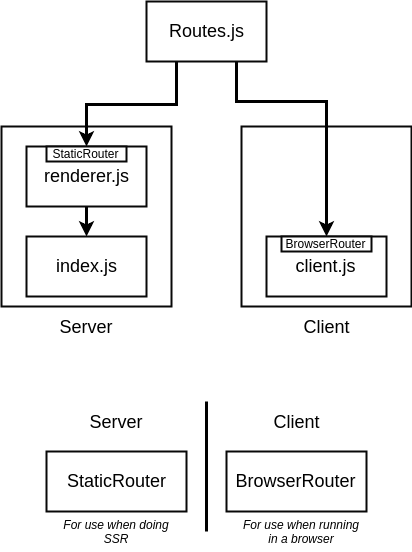 Routes.js
StaticRouter
renderer.js
index.js
BrowserRouter
client.js
Server
Client
Server
Client
StaticRouter
BrowserRouter
For use when doing
SSR
For use when running
in a browser